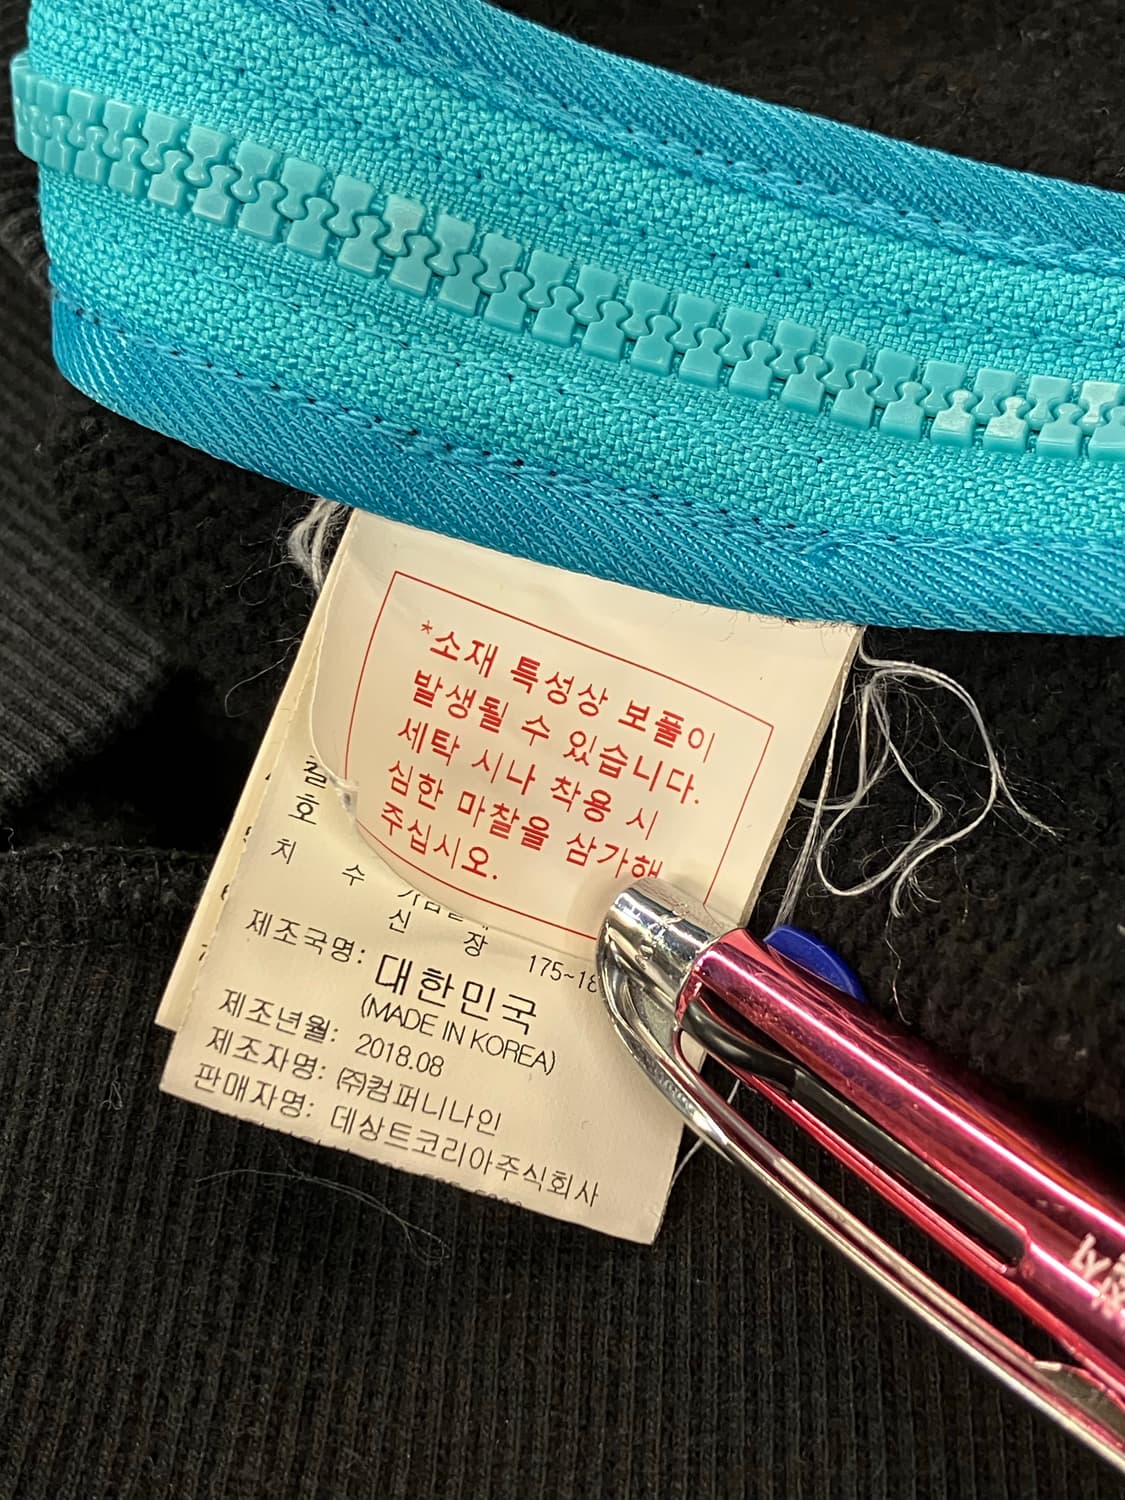 *소재 특성상 보풀이
발생될 수 있습니다.
세탁 시나 착용 시
심한 마찰을 삼가해
주십시오.
호
치 수
신 장 175~18
제조국명: 대한민국
(MADE IN KOREA)
제조년월: 2018.08
제조자명: ㈜컴퍼니나인
판매자명: 데상트코리아주식회사